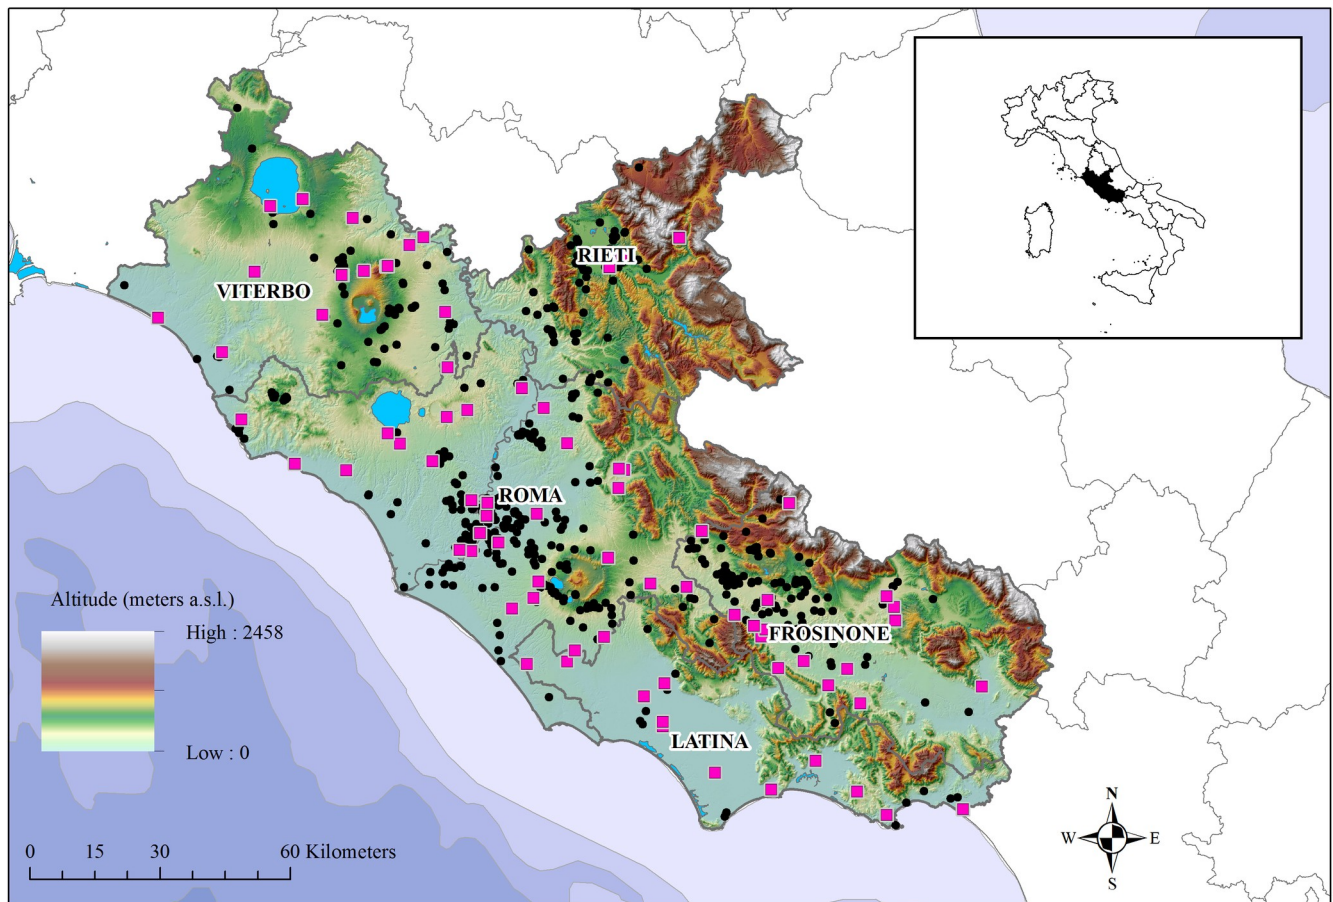 RIETI
VITERBO
ROMA
Altitude (meters a.s.l.)
High : 2458
FROSINONE
LATINA
Low : 0
N
W
E
S
0 15 30 60 Kilometers